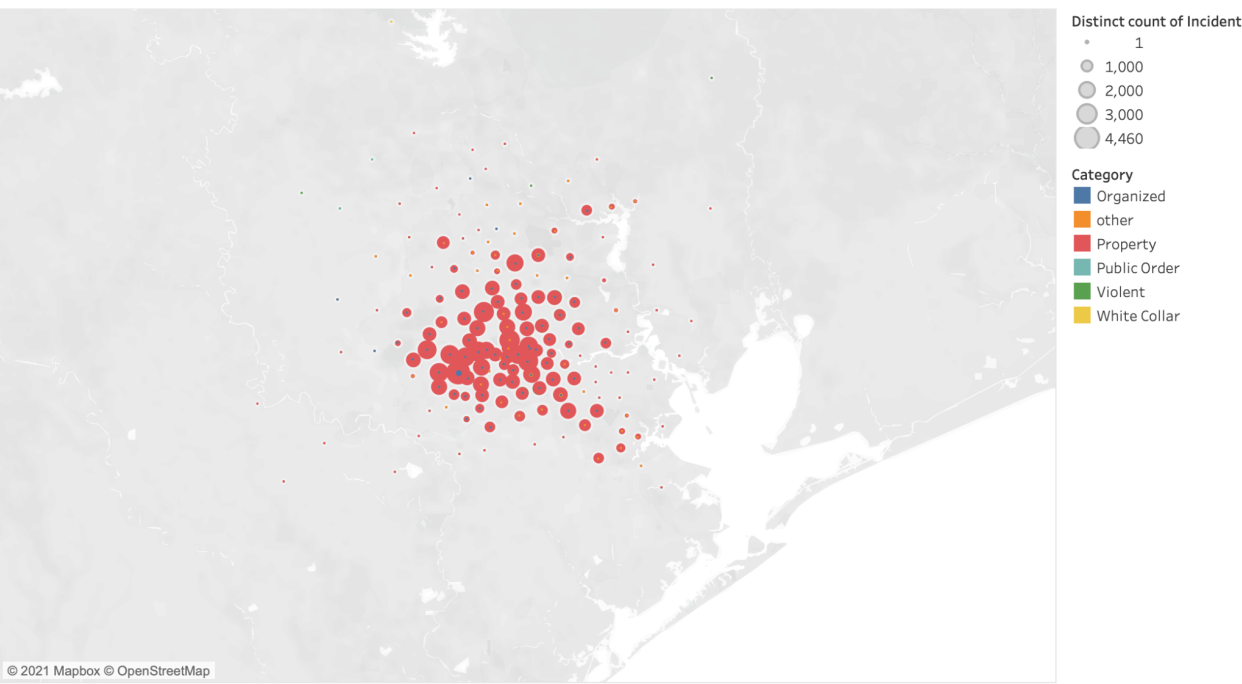 Distinct count of Incident
1
1,000
2,000
3,000
4,460
Category
Organized
other
Property
Public Order
Violent
White Collar
© 2021 Mapbox © OpenStreetMap